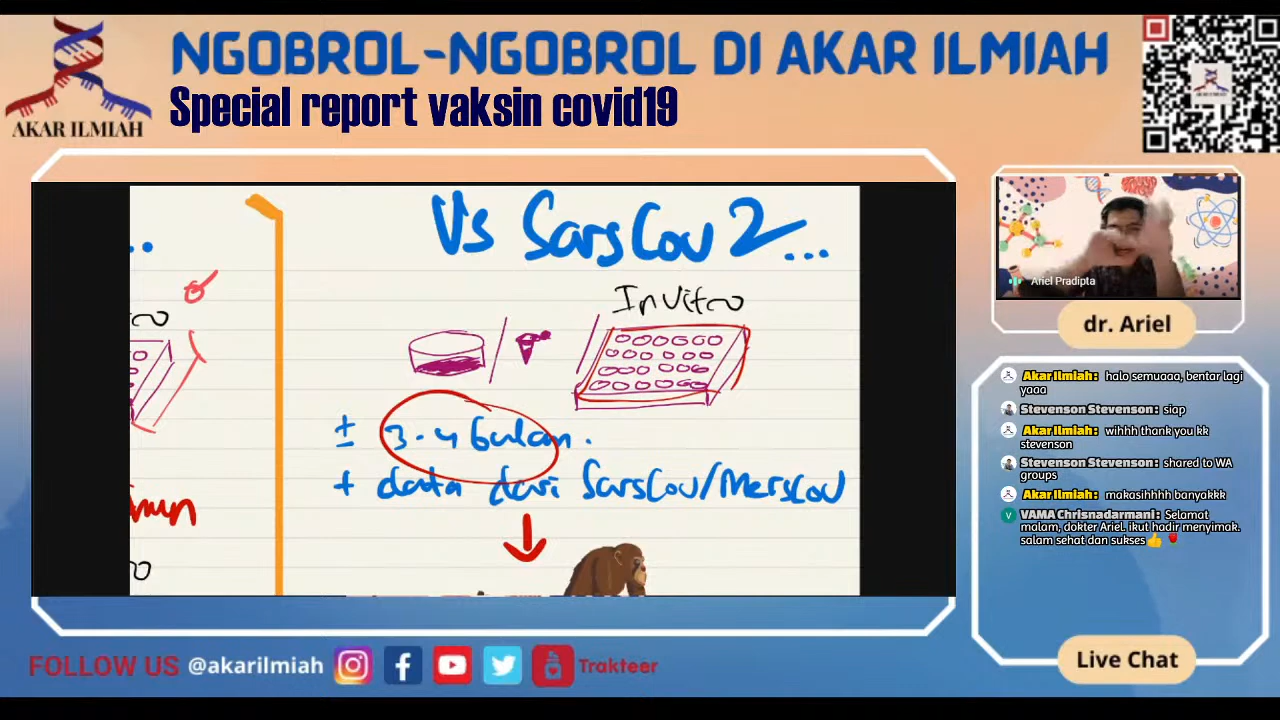 NGOBROL-NGOBROL DI AKAR ILMIAH
Special report vaksin covid19
AKAR ILMIAH
Vs SarsCov 2...
InVitro
± 3-4 bulan.
+ data dari SarsCov/MersCov
Ariel Pradipta
dr. Ariel
Akar Ilmiah : halo semuaaa, bentar lagi
yaaa
Stevenson Stevenson : siap
Akar Ilmiah : wihhh thank you kk
stevenson
Stevenson Stevenson : shared to WA
groups
Akar Ilmiah : makasihhhh banyakkk
V VAMA Chrisnadarmani : Selamat
malam, dokter Ariel. ikut hadir menyimak.
salam sehat dan sukses👍🌹
Live Chat
FOLLOW US @akarilmiah
Trakteer